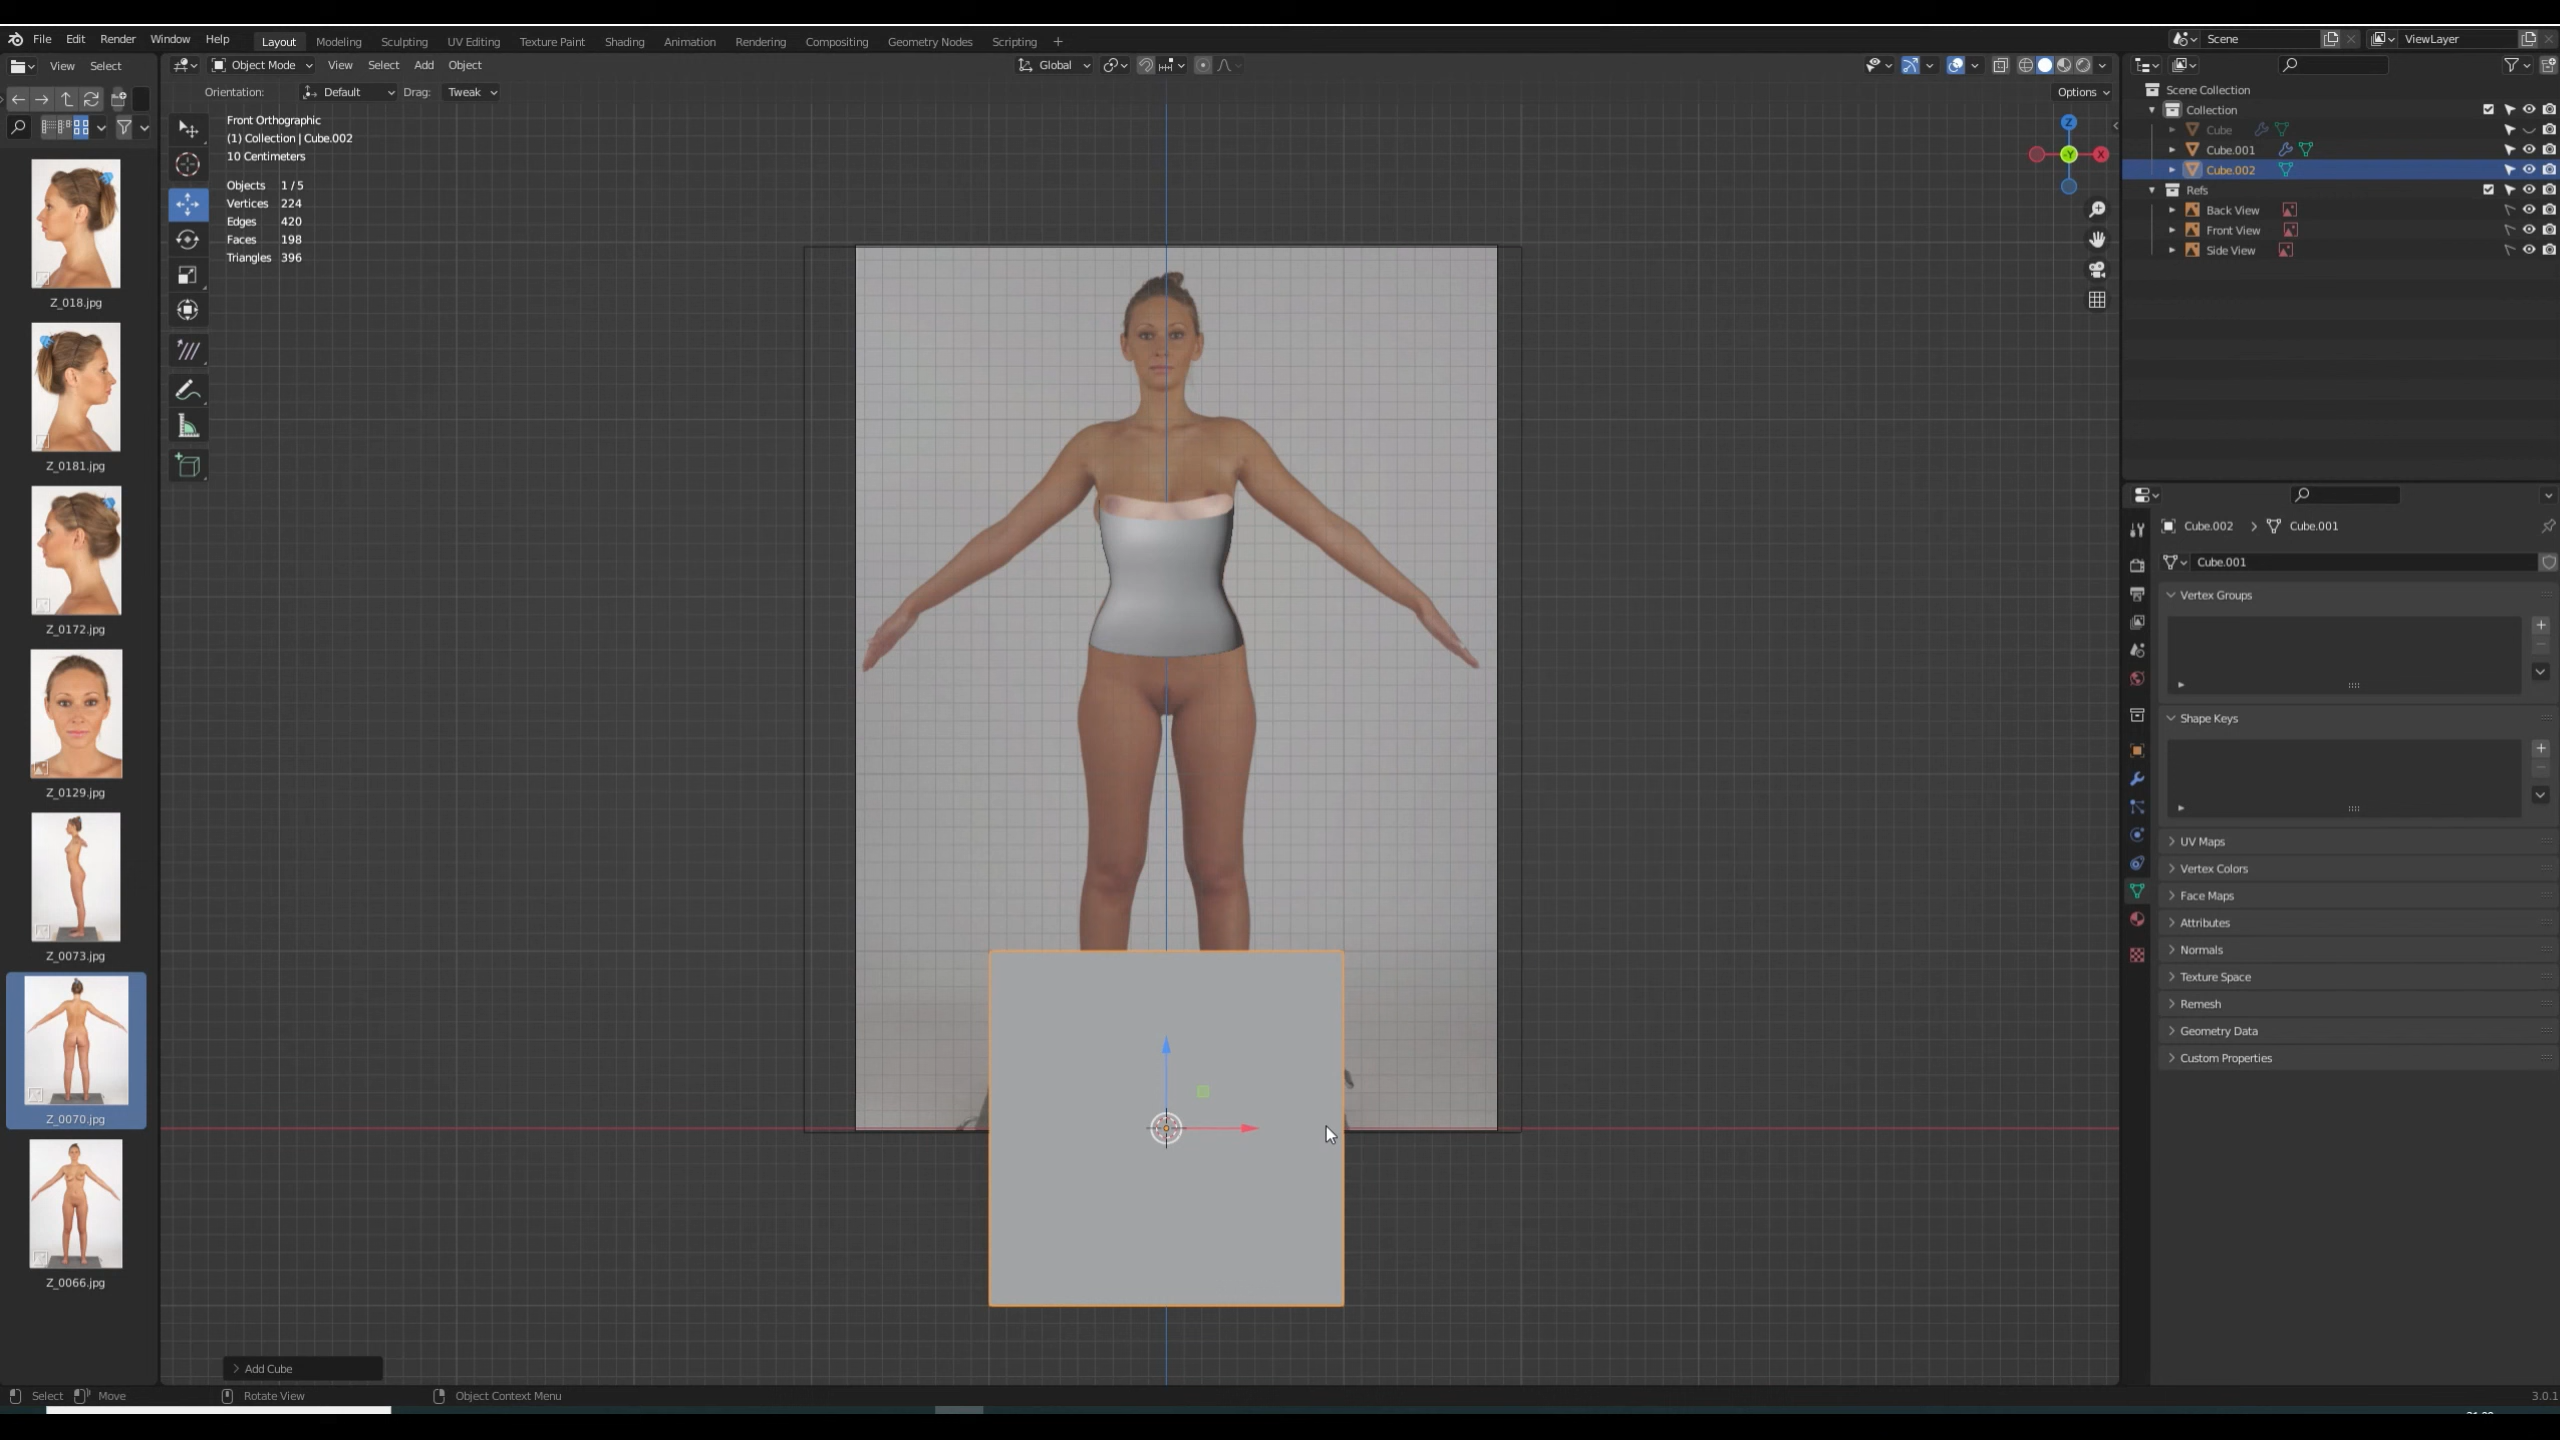 File Edit Render Window Help
Layout Modeling Sculpting UV Editing Texture Paint Shading Animation Rendering Compositing Geometry Nodes Scripting +
Scene
ViewLayer
View Select
Object Mode View Select Add Object
Global
Orientation: Default Drag: Tweak
Options
Front Orthographic
(1) Collection | Cube.002
10 Centimeters
Objects 1 / 5
Vertices 224
Edges 420
Faces 198
Triangles 396
Z
Y
X
Z_018.jpg
Z_0181.jpg
Z_0172.jpg
Z_0129.jpg
Z_0073.jpg
Z_0070.jpg
Z_0066.jpg
Scene Collection
Collection
Cube
Cube.001
Cube.002
Refs
Back View
Front View
Side View
Cube.002 > Cube.001
Cube.001
Vertex Groups
Shape Keys
UV Maps
Vertex Colors
Face Maps
Attributes
Normals
Texture Space
Remesh
Geometry Data
Custom Properties
Add Cube
Select Move Rotate View Object Context Menu
3.0.1